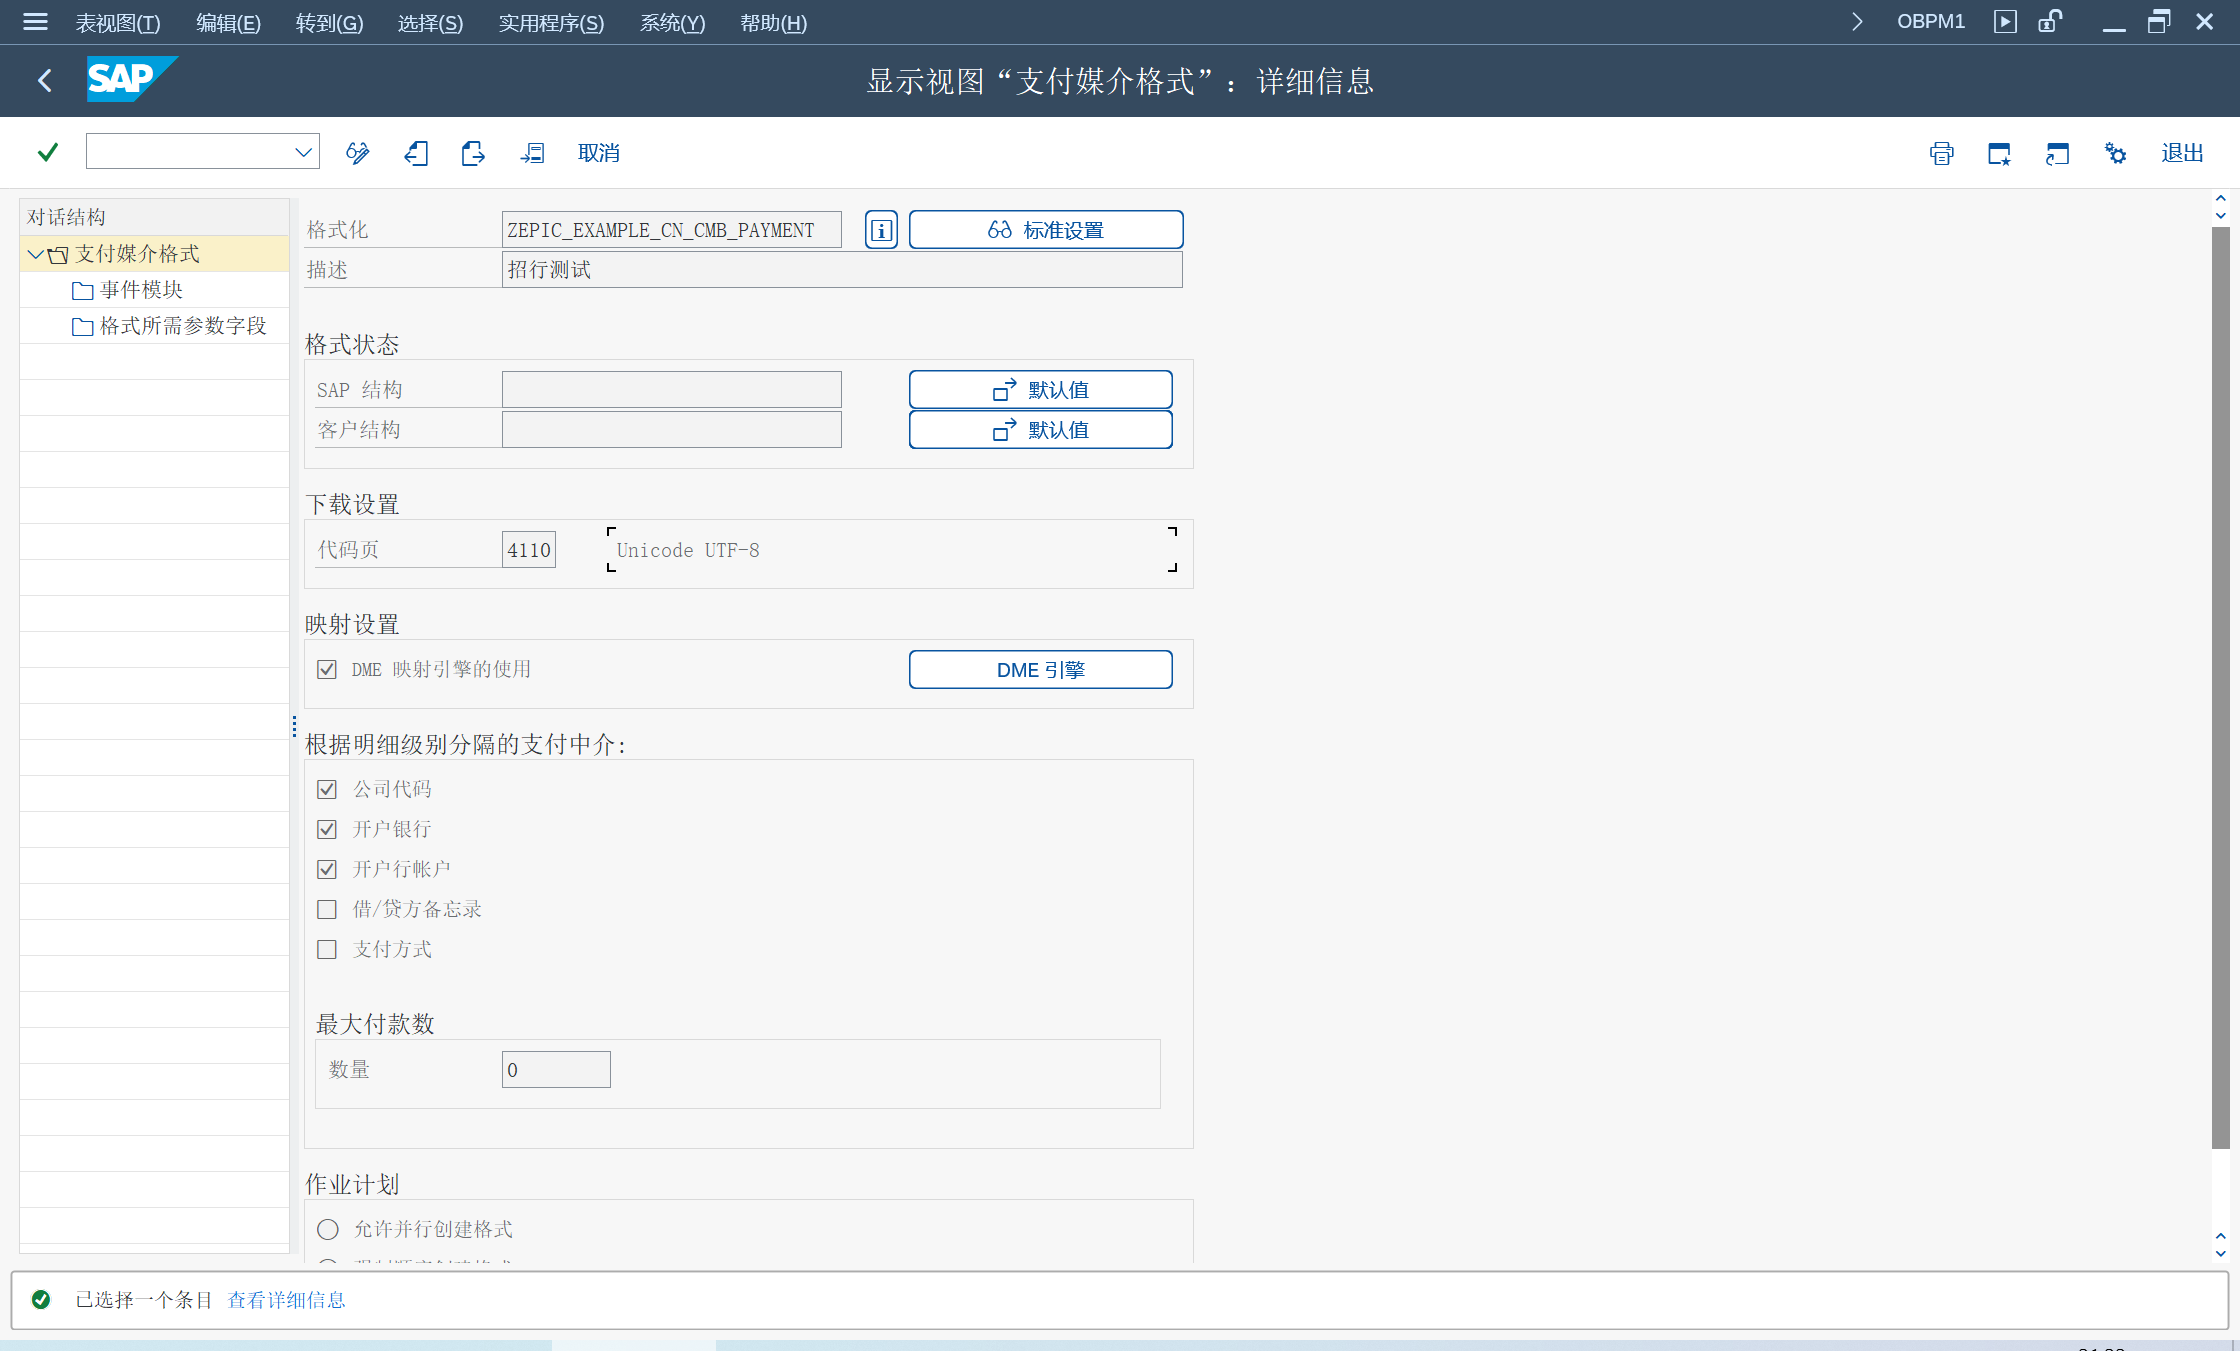 表视图(T) 编辑(E) 转到(G) 选择(S) 实用程序(S) 系统(Y) 帮助(H) OBPM1
SAP 显示视图“支付媒介格式”：详细信息
取消 退出
对话结构
支付媒介格式
事件模块
格式所需参数字段
格式化 ZEPIC_EXAMPLE_CN_CMB_PAYMENT 标准设置
描述 招行测试
格式状态
SAP 结构 默认值
客户结构 默认值
下载设置
代码页 4110 Unicode UTF-8
映射设置
DME 映射引擎的使用 DME 引擎
根据明细级别分隔的支付中介:
公司代码
开户银行
开户行帐户
借/贷方备忘录
支付方式
最大付款数
数量 0
作业计划
允许并行创建格式
已选择一个条目 查看详细信息